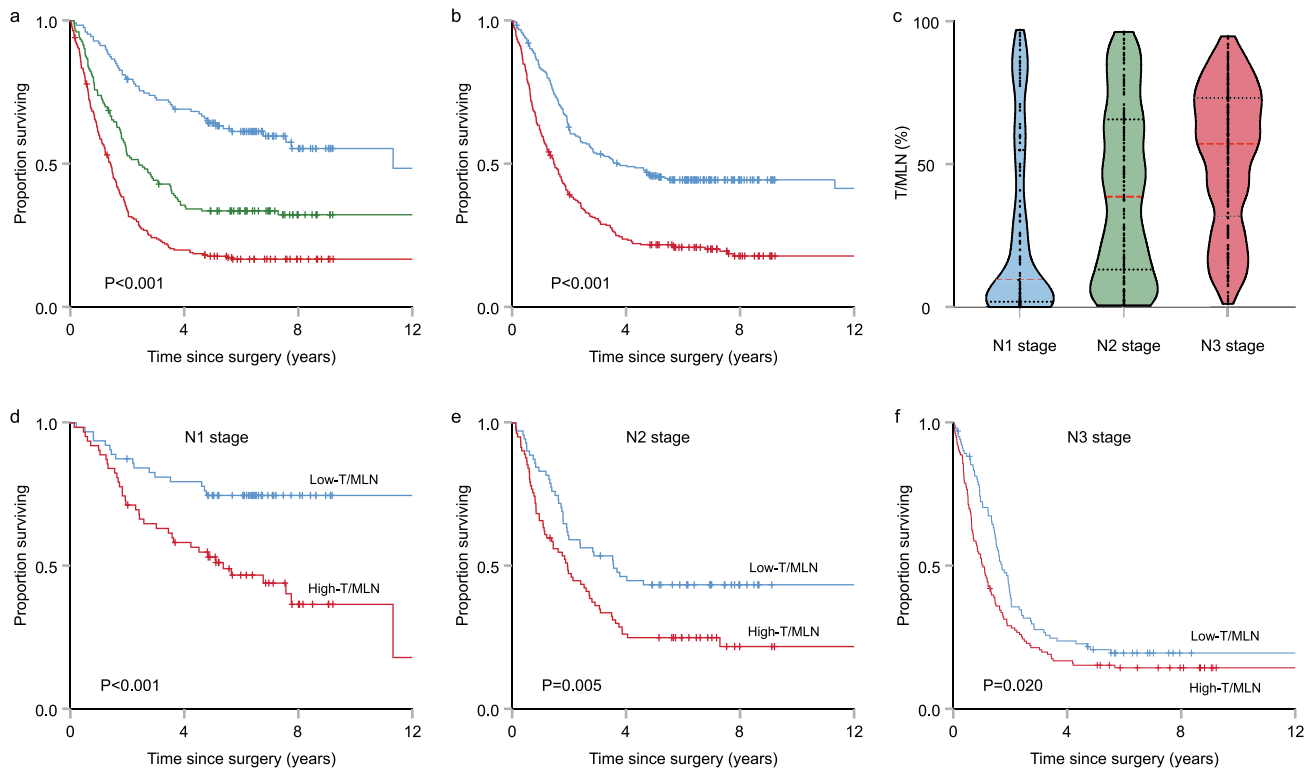 a
1.0
0.5
0.0
Proportion surviving
P<0.001
0
4
8
12
Time since surgery (years)
b
1.0
0.5
0.0
Proportion surviving
P<0.001
0
4
8
12
Time since surgery (years)
c
100
50
0
T/MLN (%)
N1 stage
N2 stage
N3 stage
d
1.0
0.5
0.0
Proportion surviving
N1 stage
Low-T/MLN
High-T/MLN
P<0.001
0
4
8
12
Time since surgery (years)
e
1.0
0.5
0.0
Proportion surviving
N2 stage
Low-T/MLN
High-T/MLN
P=0.005
0
4
8
12
Time since surgery (years)
f
1.0
0.5
0.0
Proportion surviving
N3 stage
Low-T/MLN
High-T/MLN
P=0.020
0
4
8
12
Time since surgery (years)